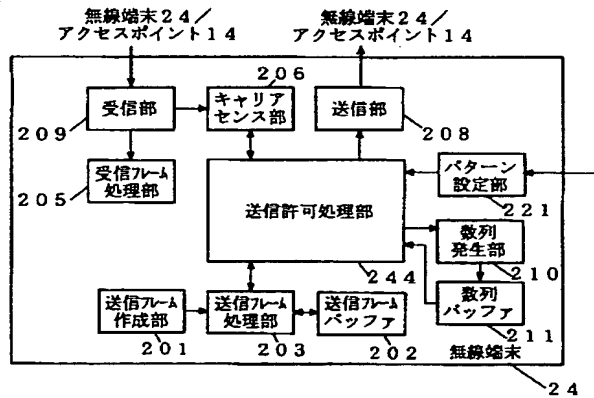 無線端末24/
アクセスポイント14
無線端末24/
アクセスポイント14
206
受信部
キャリア
センス部
送信部
209
208
受信フレーム
処理部
205
パターン
設定部
221
送信許可処理部
数列
発生部
210
244
数列
バッファ
211
送信フレーム
作成部
送信フレーム
処理部
送信フレーム
バッファ
201
203
202
無線端末
24